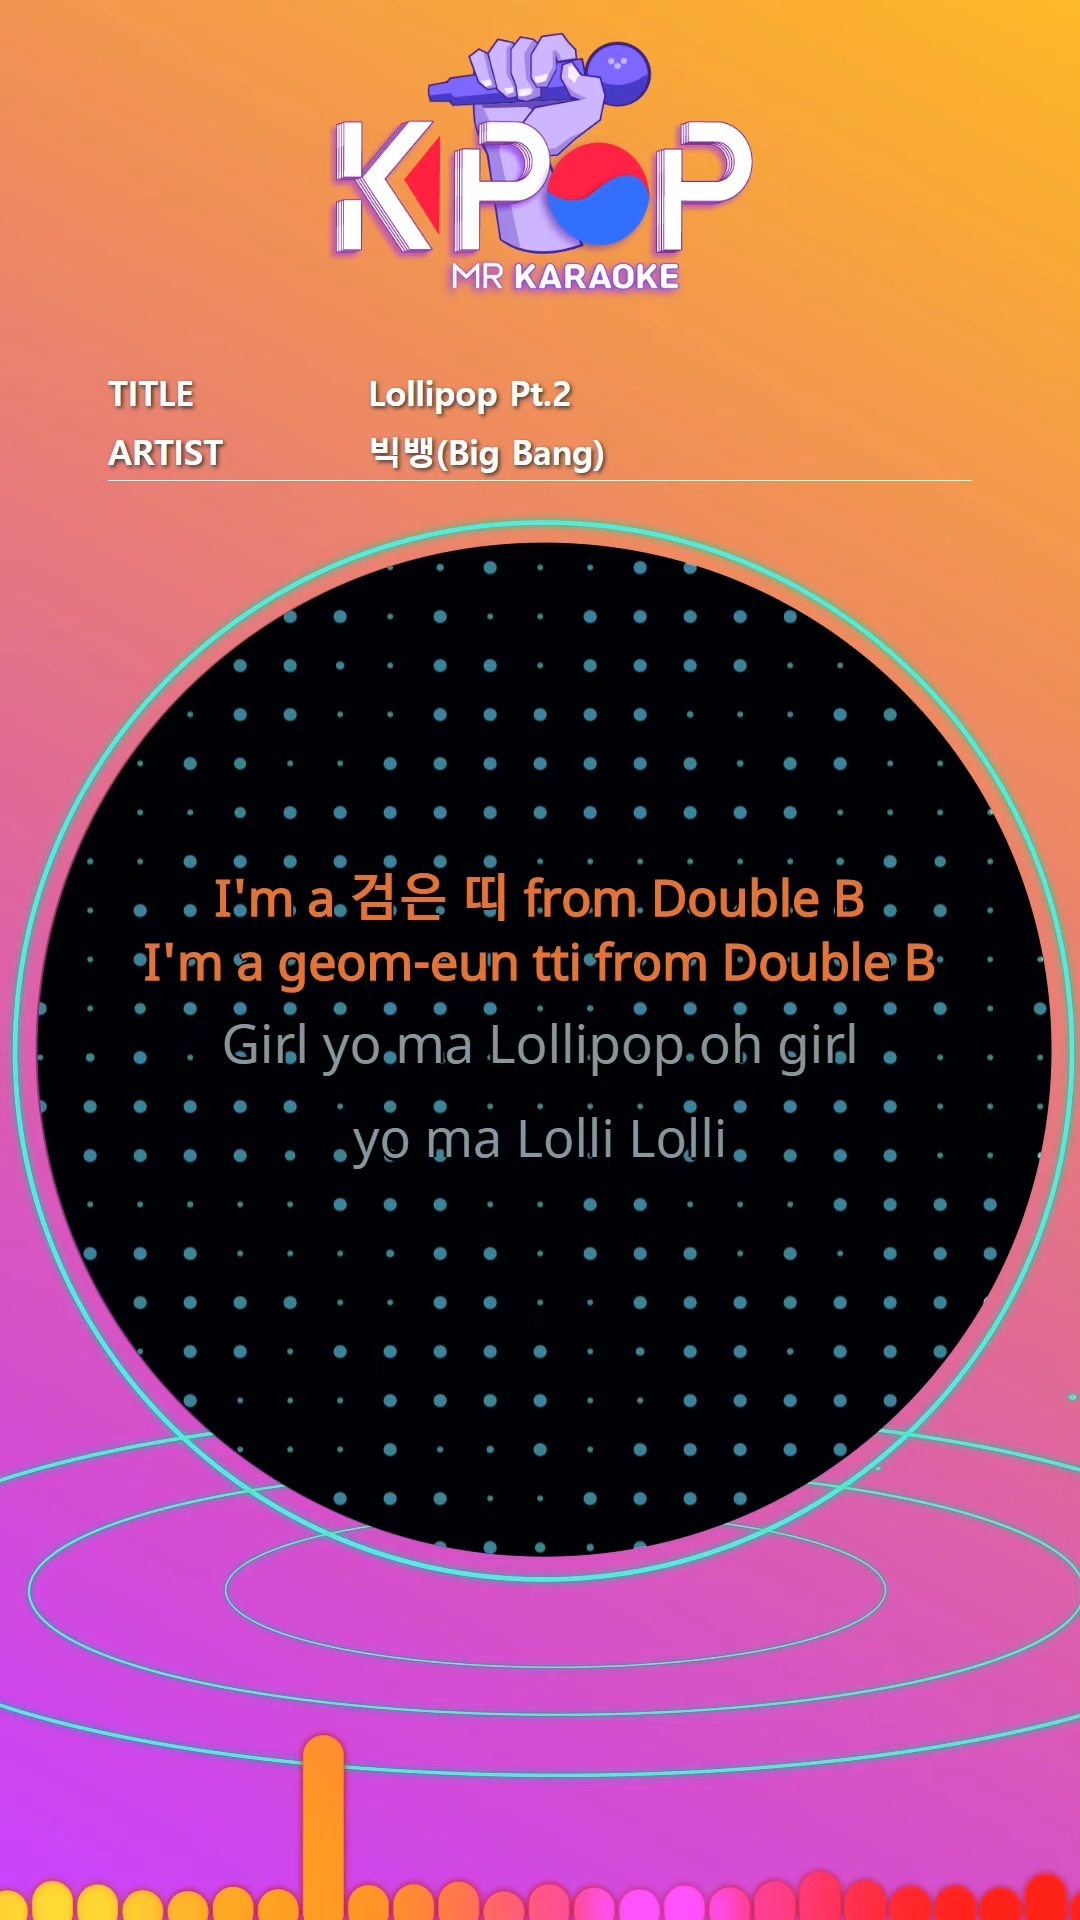 KPOP
MR KARAOKE
TITLE Lollipop Pt.2
ARTIST 빅뱅(Big Bang)
I'm a 검은 띠 from Double B
I'm a geom-eun tti from Double B
Girl yo ma Lollipop oh girl
yo ma Lolli Lolli